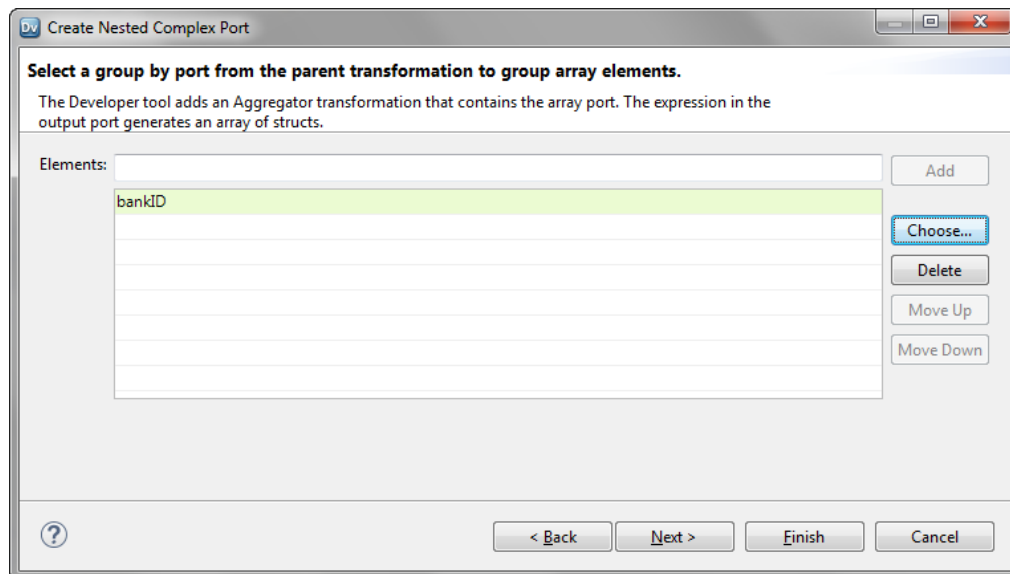 Dv Create Nested Complex Port
Select a group by port from the parent transformation to group array elements.
The Developer tool adds an Aggregator transformation that contains the array port. The expression in the
output port generates an array of structs.
Elements:
Add
bankID
Choose...
Delete
Move Up
Move Down
?
< Back
Next >
Finish
Cancel